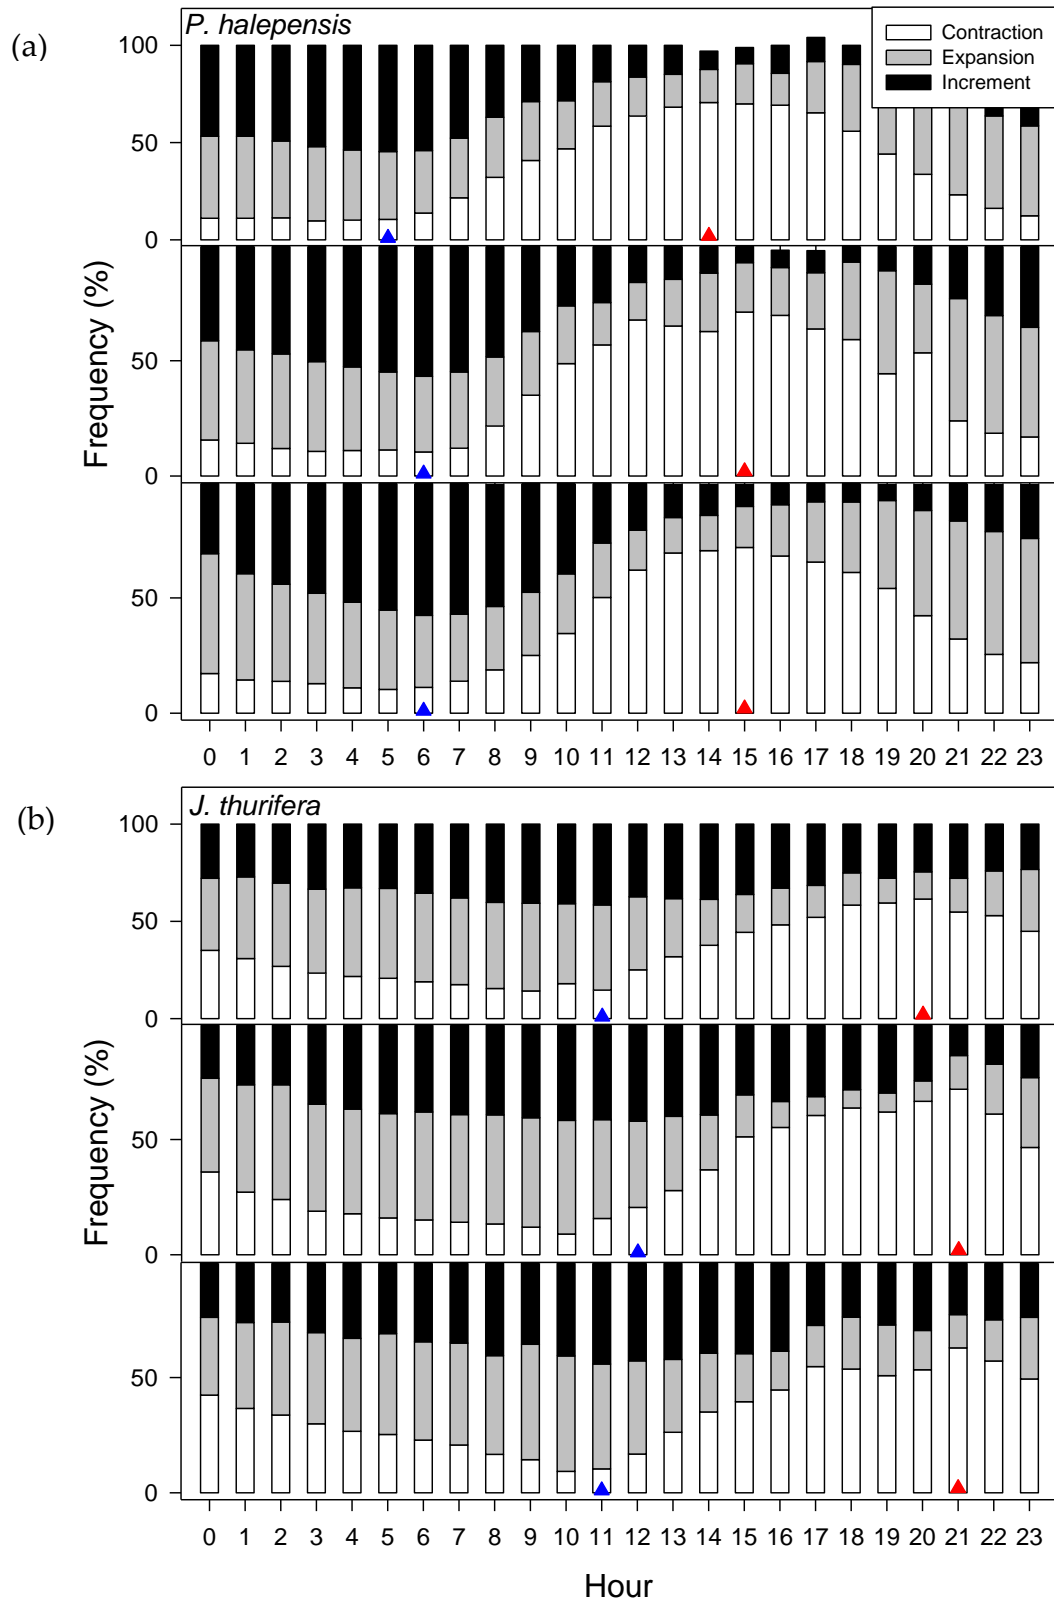 (a)
P. halepensis
Contraction
Expansion
Increment
100
50
0
50
0
50
0
Frequency (%)
0 1 2 3 4 5 6 7 8 9 10 11 12 13 14 15 16 17 18 19 20 21 22 23
(b)
J. thurifera
100
50
0
50
0
50
0
Frequency (%)
0 1 2 3 4 5 6 7 8 9 10 11 12 13 14 15 16 17 18 19 20 21 22 23
Hour